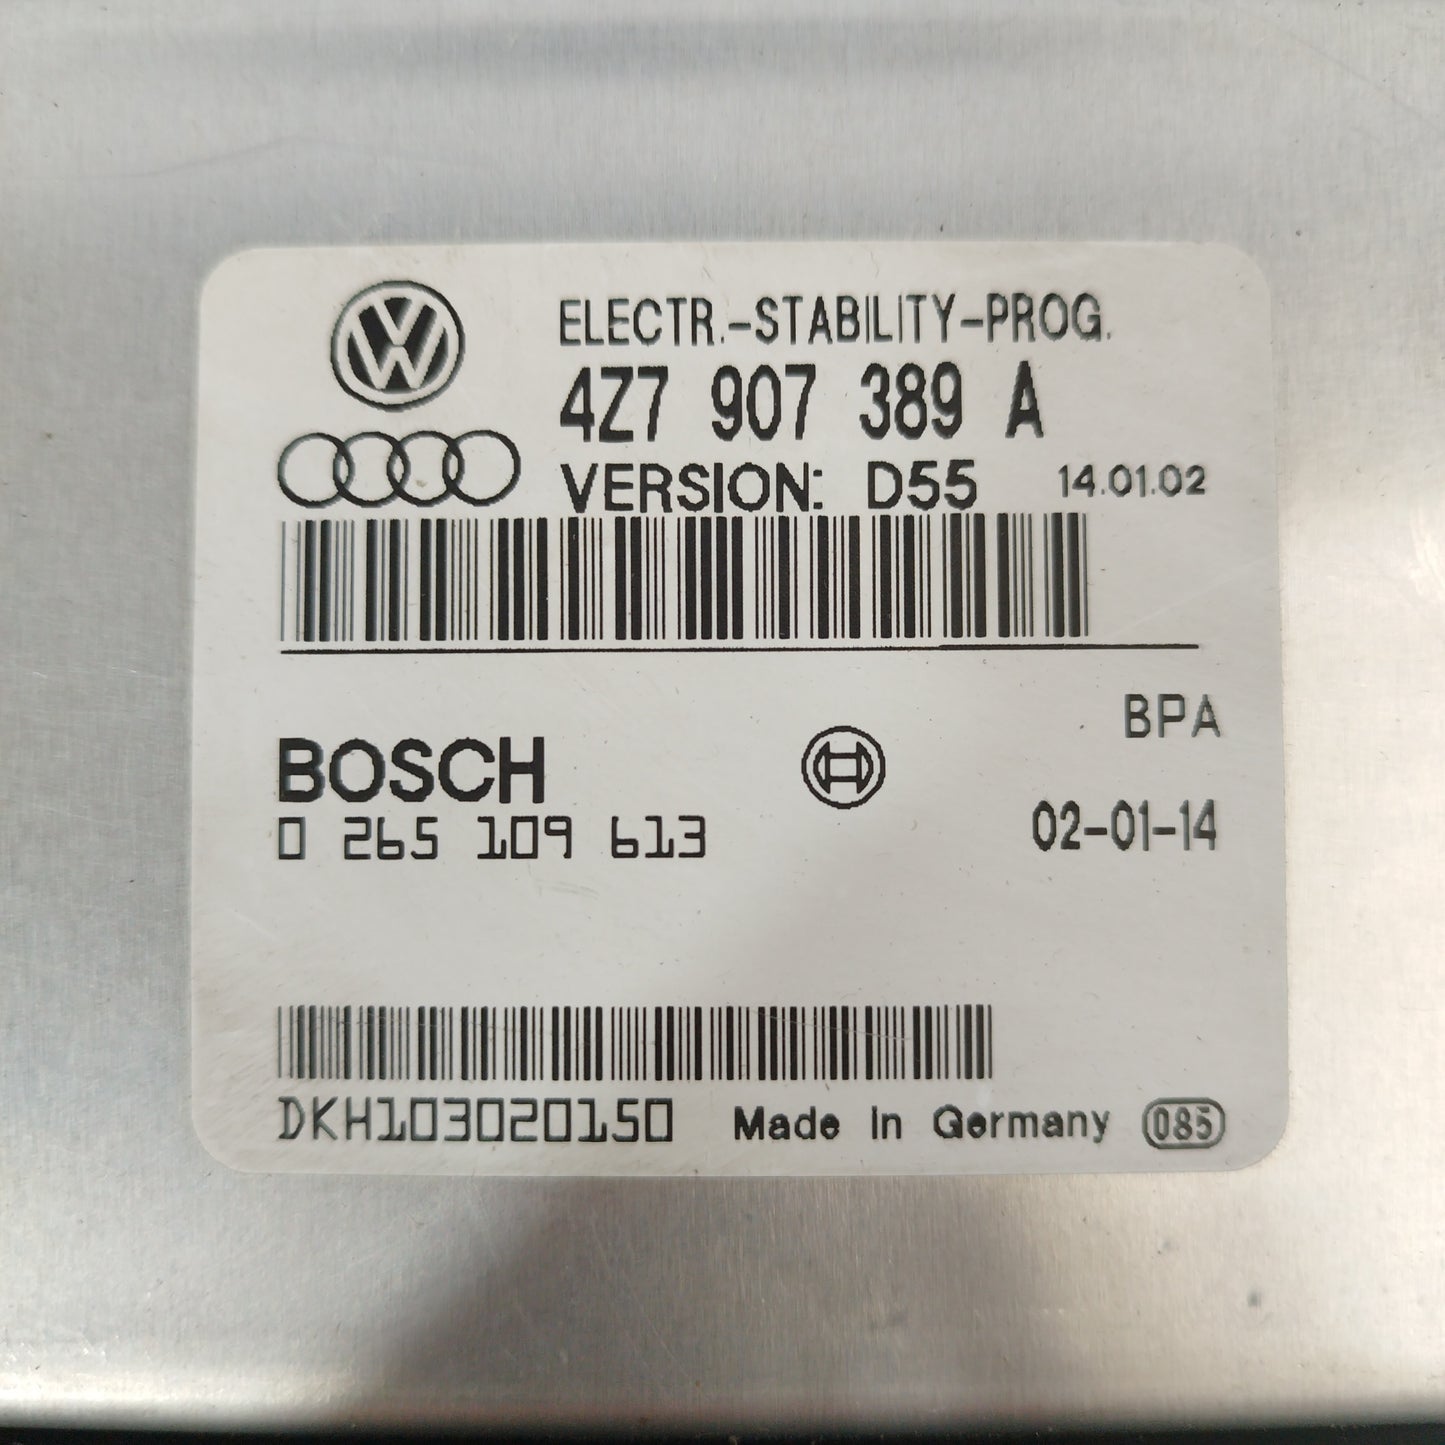 ELECTR.-STABILITY-PROG.
4Z7 907 389 A
VERSION: D55 14.01.02
BPA
BOSCH
0 265 109 613 02-01-14
DKH103020150 Made In Germany 085